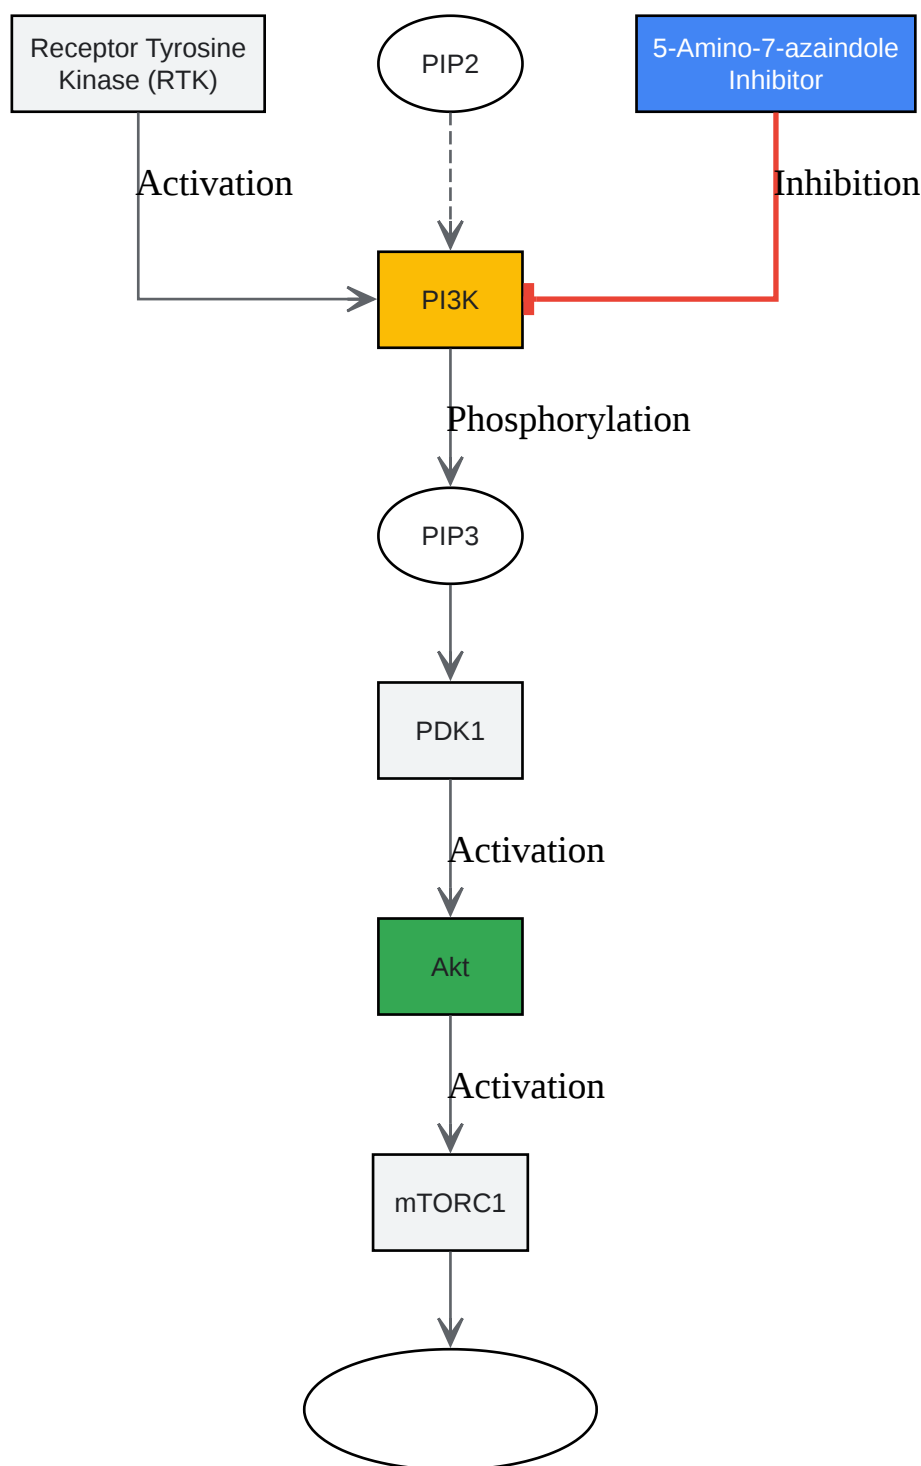 Receptor Tyrosine
Kinase (RTK)
PIP2
5-Amino-7-azaindole
Inhibitor
Activation
Inhibition
PI3K
Phosphorylation
PIP3
PDK1
Activation
Akt
Activation
mTORC1